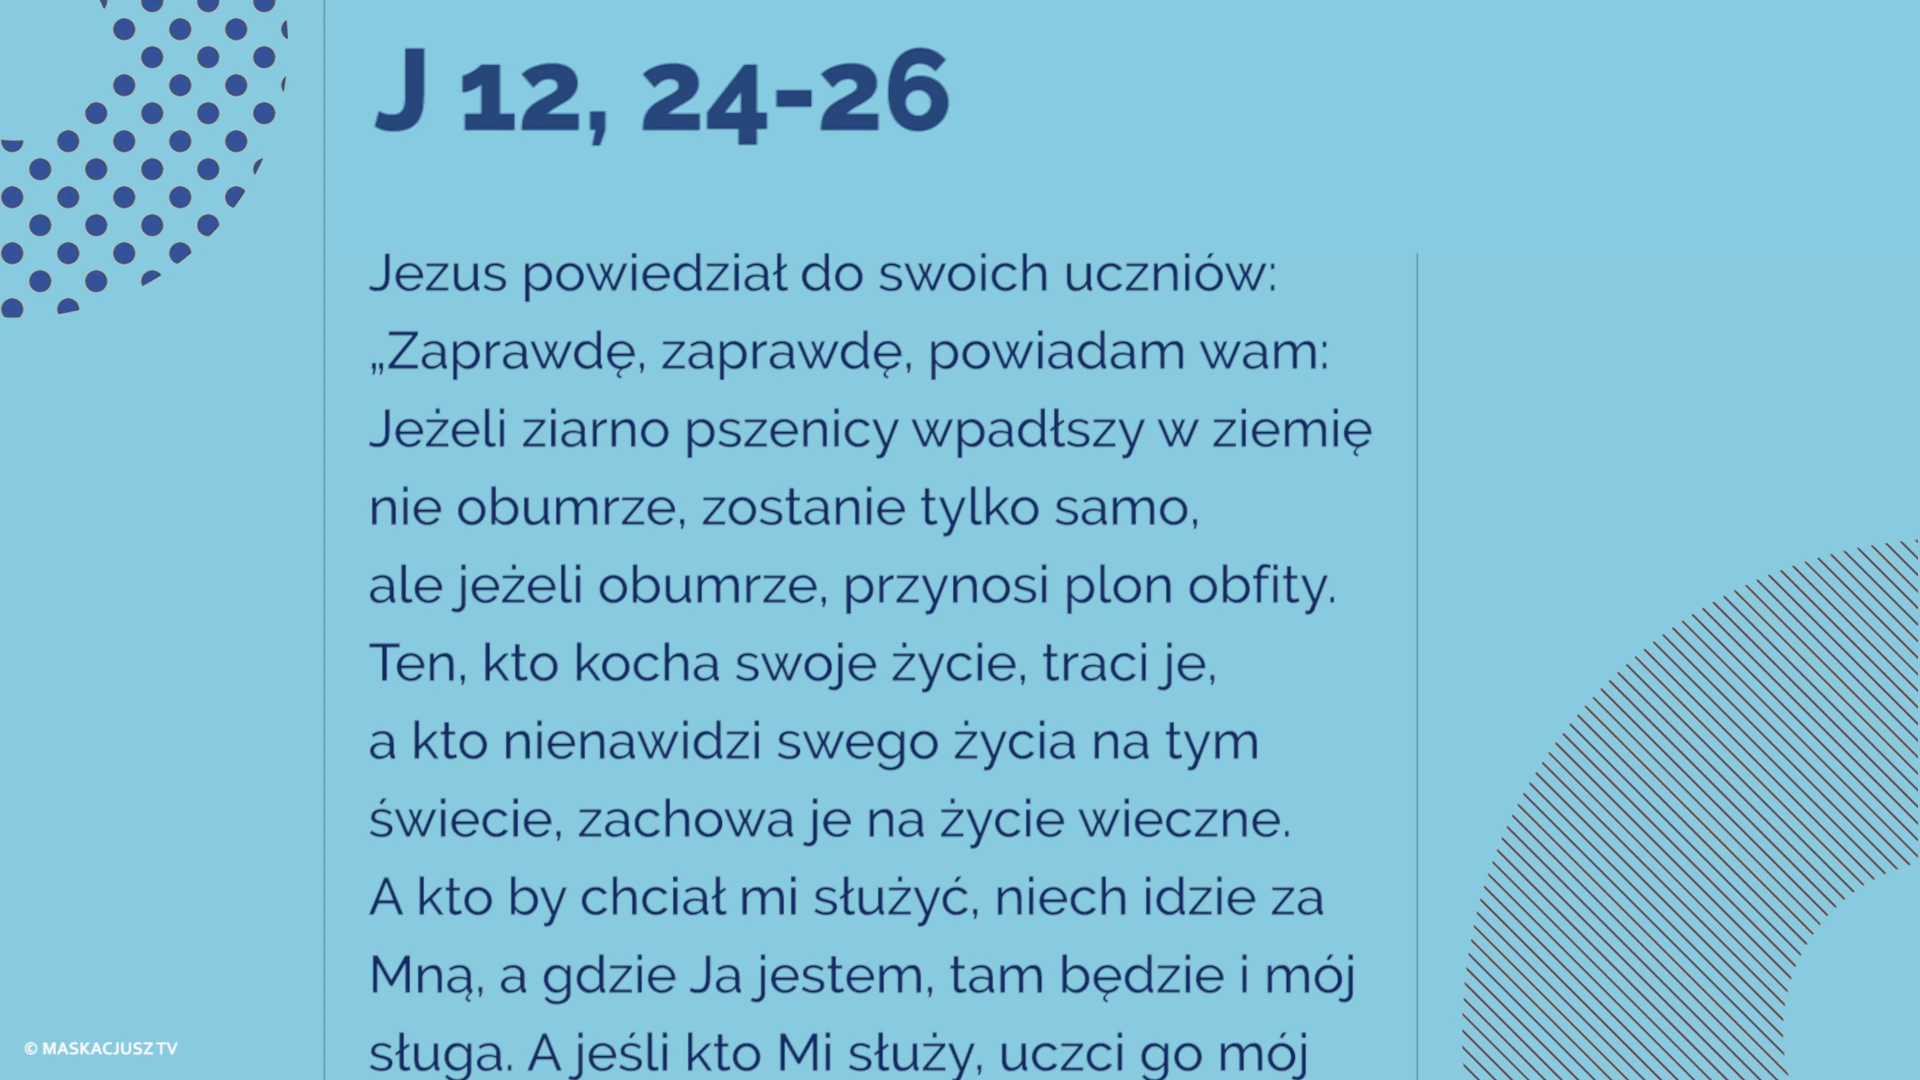 J 12, 24-26
Jezus powiedział do swoich uczniów:
„Zaprawdę, zaprawdę, powiadam wam:
Jeżeli ziarno pszenicy wpadłszy w ziemię
nie obumrze, zostanie tylko samo,
ale jeżeli obumrze, przynosi plon obfity.
Ten, kto kocha swoje życie, traci je,
a kto nienawidzi swego życia na tym
świecie, zachowa je na życie wieczne.
A kto by chciał mi służyć, niech idzie za
Mną, a gdzie Ja jestem, tam będzie i mój
sługa. A jeśli kto Mi służy, uczci go mój
© MASKACJUSZ TV